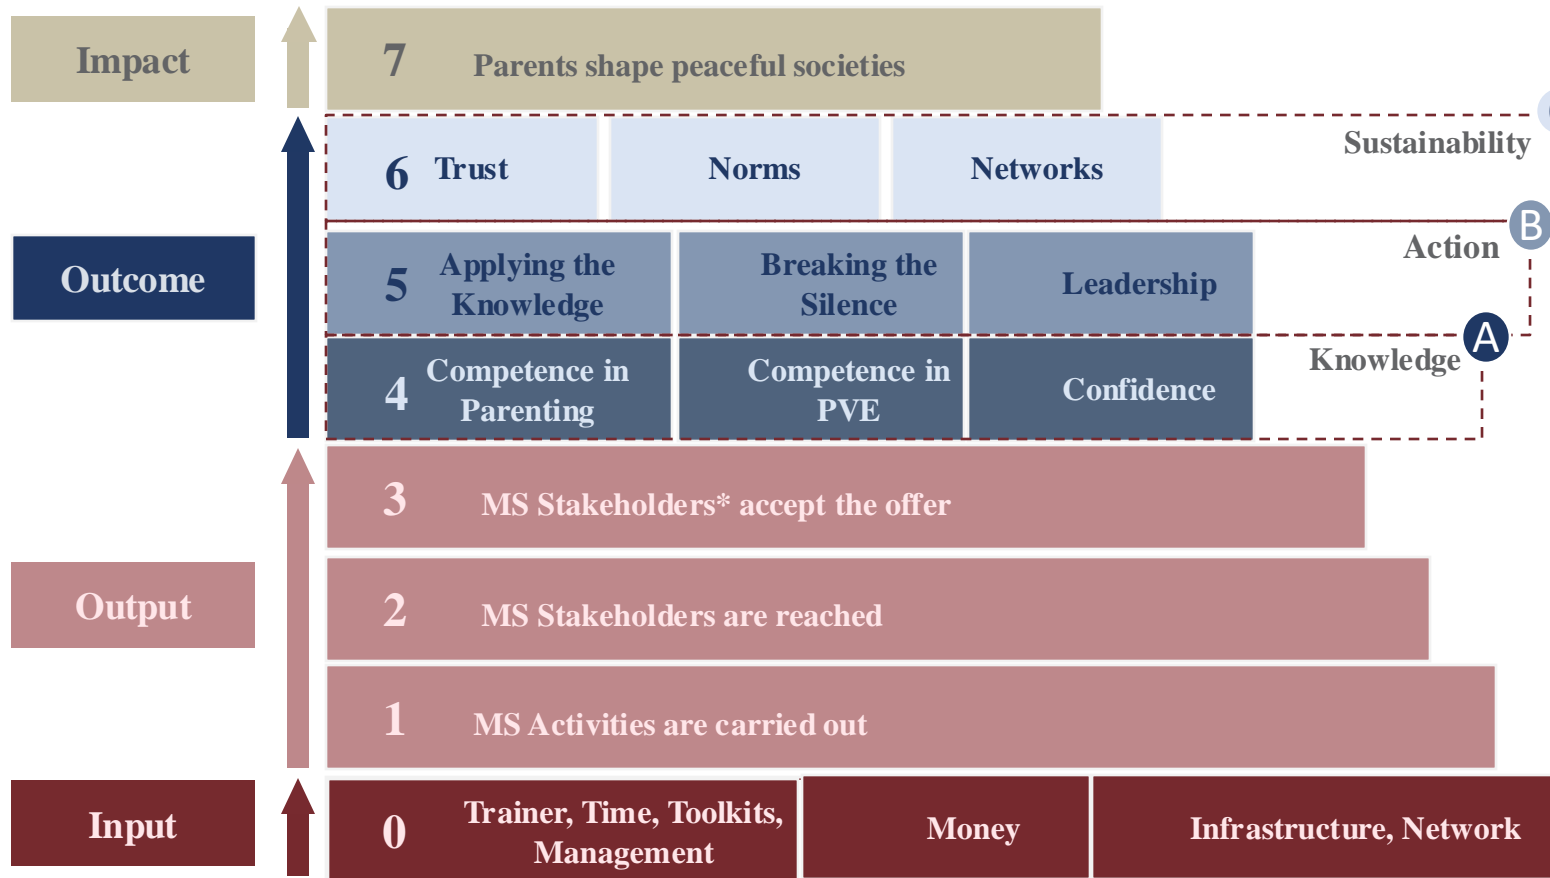 Impact
7
Parents shape peaceful societies
Sustainability
6
Trust
Norms
Networks
B
Action
Outcome
5
Applying the
Knowledge
Breaking the
Silence
Leadership
A
Knowledge
4
Competence in
Parenting
Competence in
PVE
Confidence
3
MS Stakeholders* accept the offer
Output
2
MS Stakeholders are reached
1
MS Activities are carried out
Input
0
Trainer, Time, Toolkits,
Management
Money
Infrastructure, Network